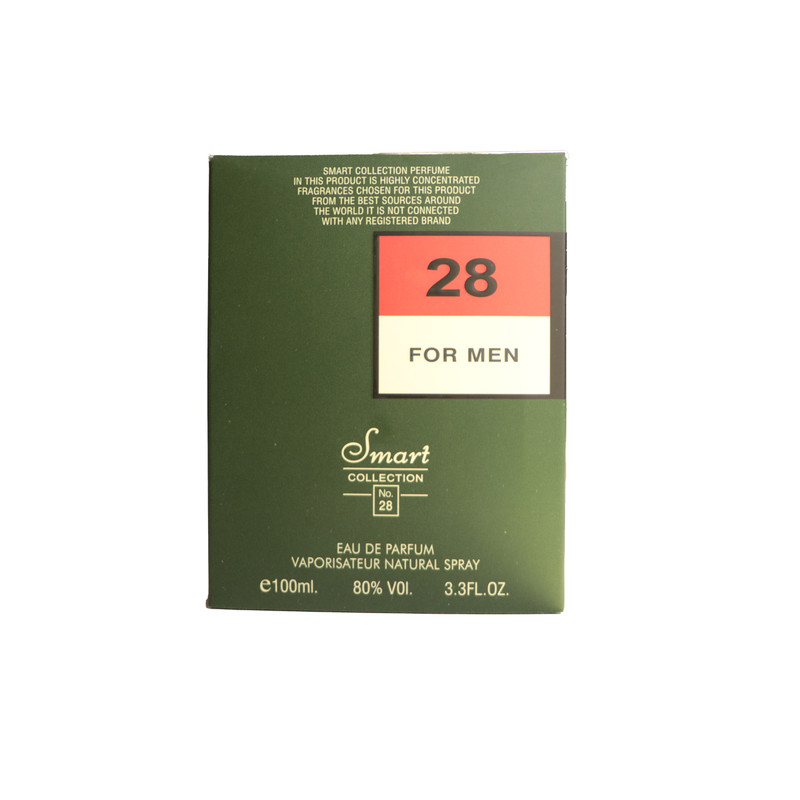 SMART COLLECTION PERFUME
IN THIS PRODUCT IS HIGHLY CONCENTRATED
FRAGRANCES CHOSEN FOR THIS PRODUCT
FROM THE BEST SOURCES AROUND
THE WORLD IT IS NOT CONNECTED
WITH ANY REGISTERED BRAND
28
FOR MEN
Smart
COLLECTION
No.
28
EAU DE PARFUM
VAPORISATEUR NATURAL SPRAY
℮100ml. 80% VOl. 3.3FL.OZ.